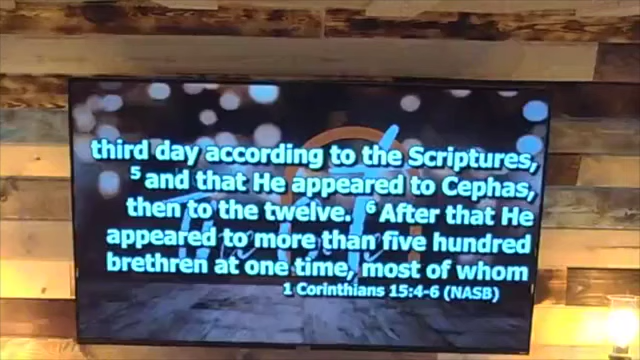 third day according to the Scriptures,
5 and that He appeared to Cephas,
then to the twelve. 6 After that He
appeared to more than five hundred
brethren at one time, most of whom
1 Corinthians 15:4-6 (NASB)